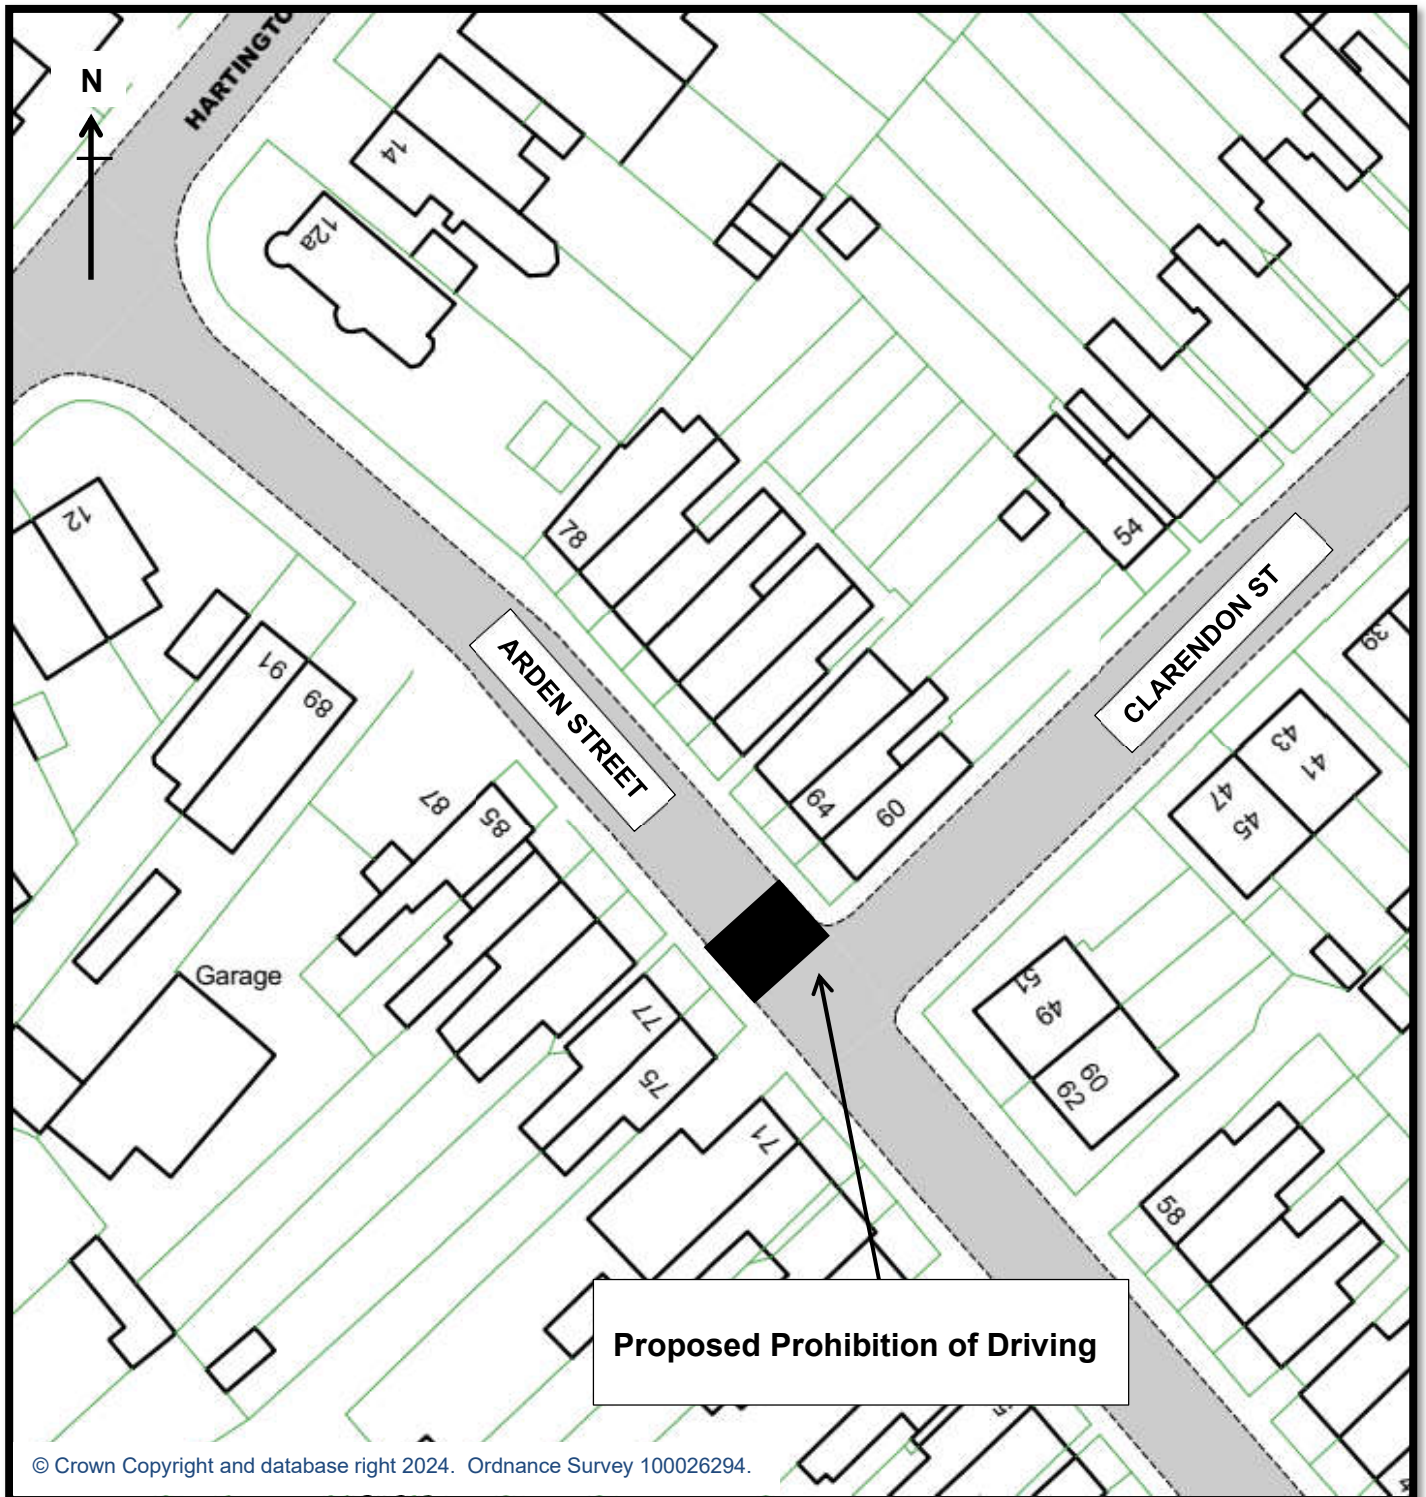 HARTINGTO
N
14
12a
12
78
54
CLARENDON ST
39
ARDEN STREET
91
89
43
41
47
45
87
85
64
60
Garage
51
49
77
75
60
62
71
58
Proposed Prohibition of Driving
© Crown Copyright and database right 2024. Ordnance Survey 100026294.